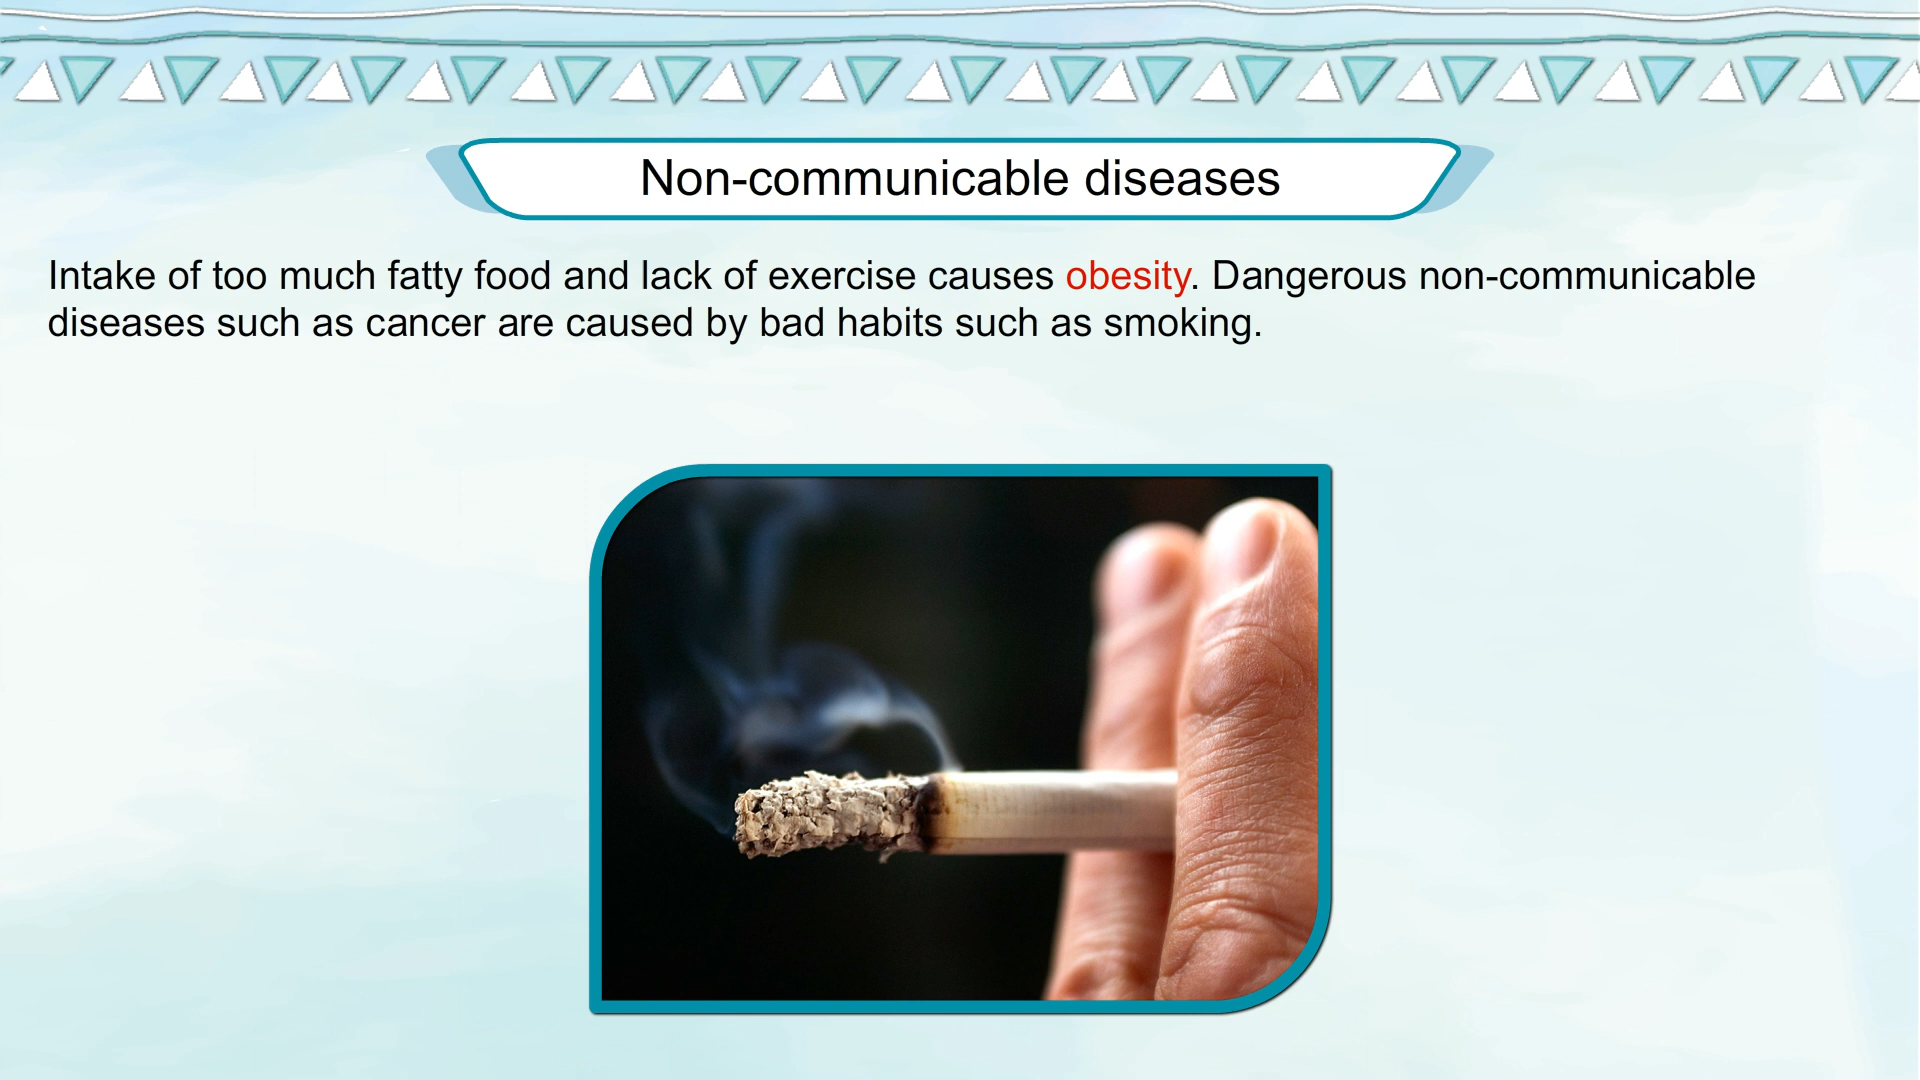 Non-communicable diseases
Intake of too much fatty food and lack of exercise causes obesity. Dangerous non-communicable
diseases such as cancer are caused by bad habits such as smoking.